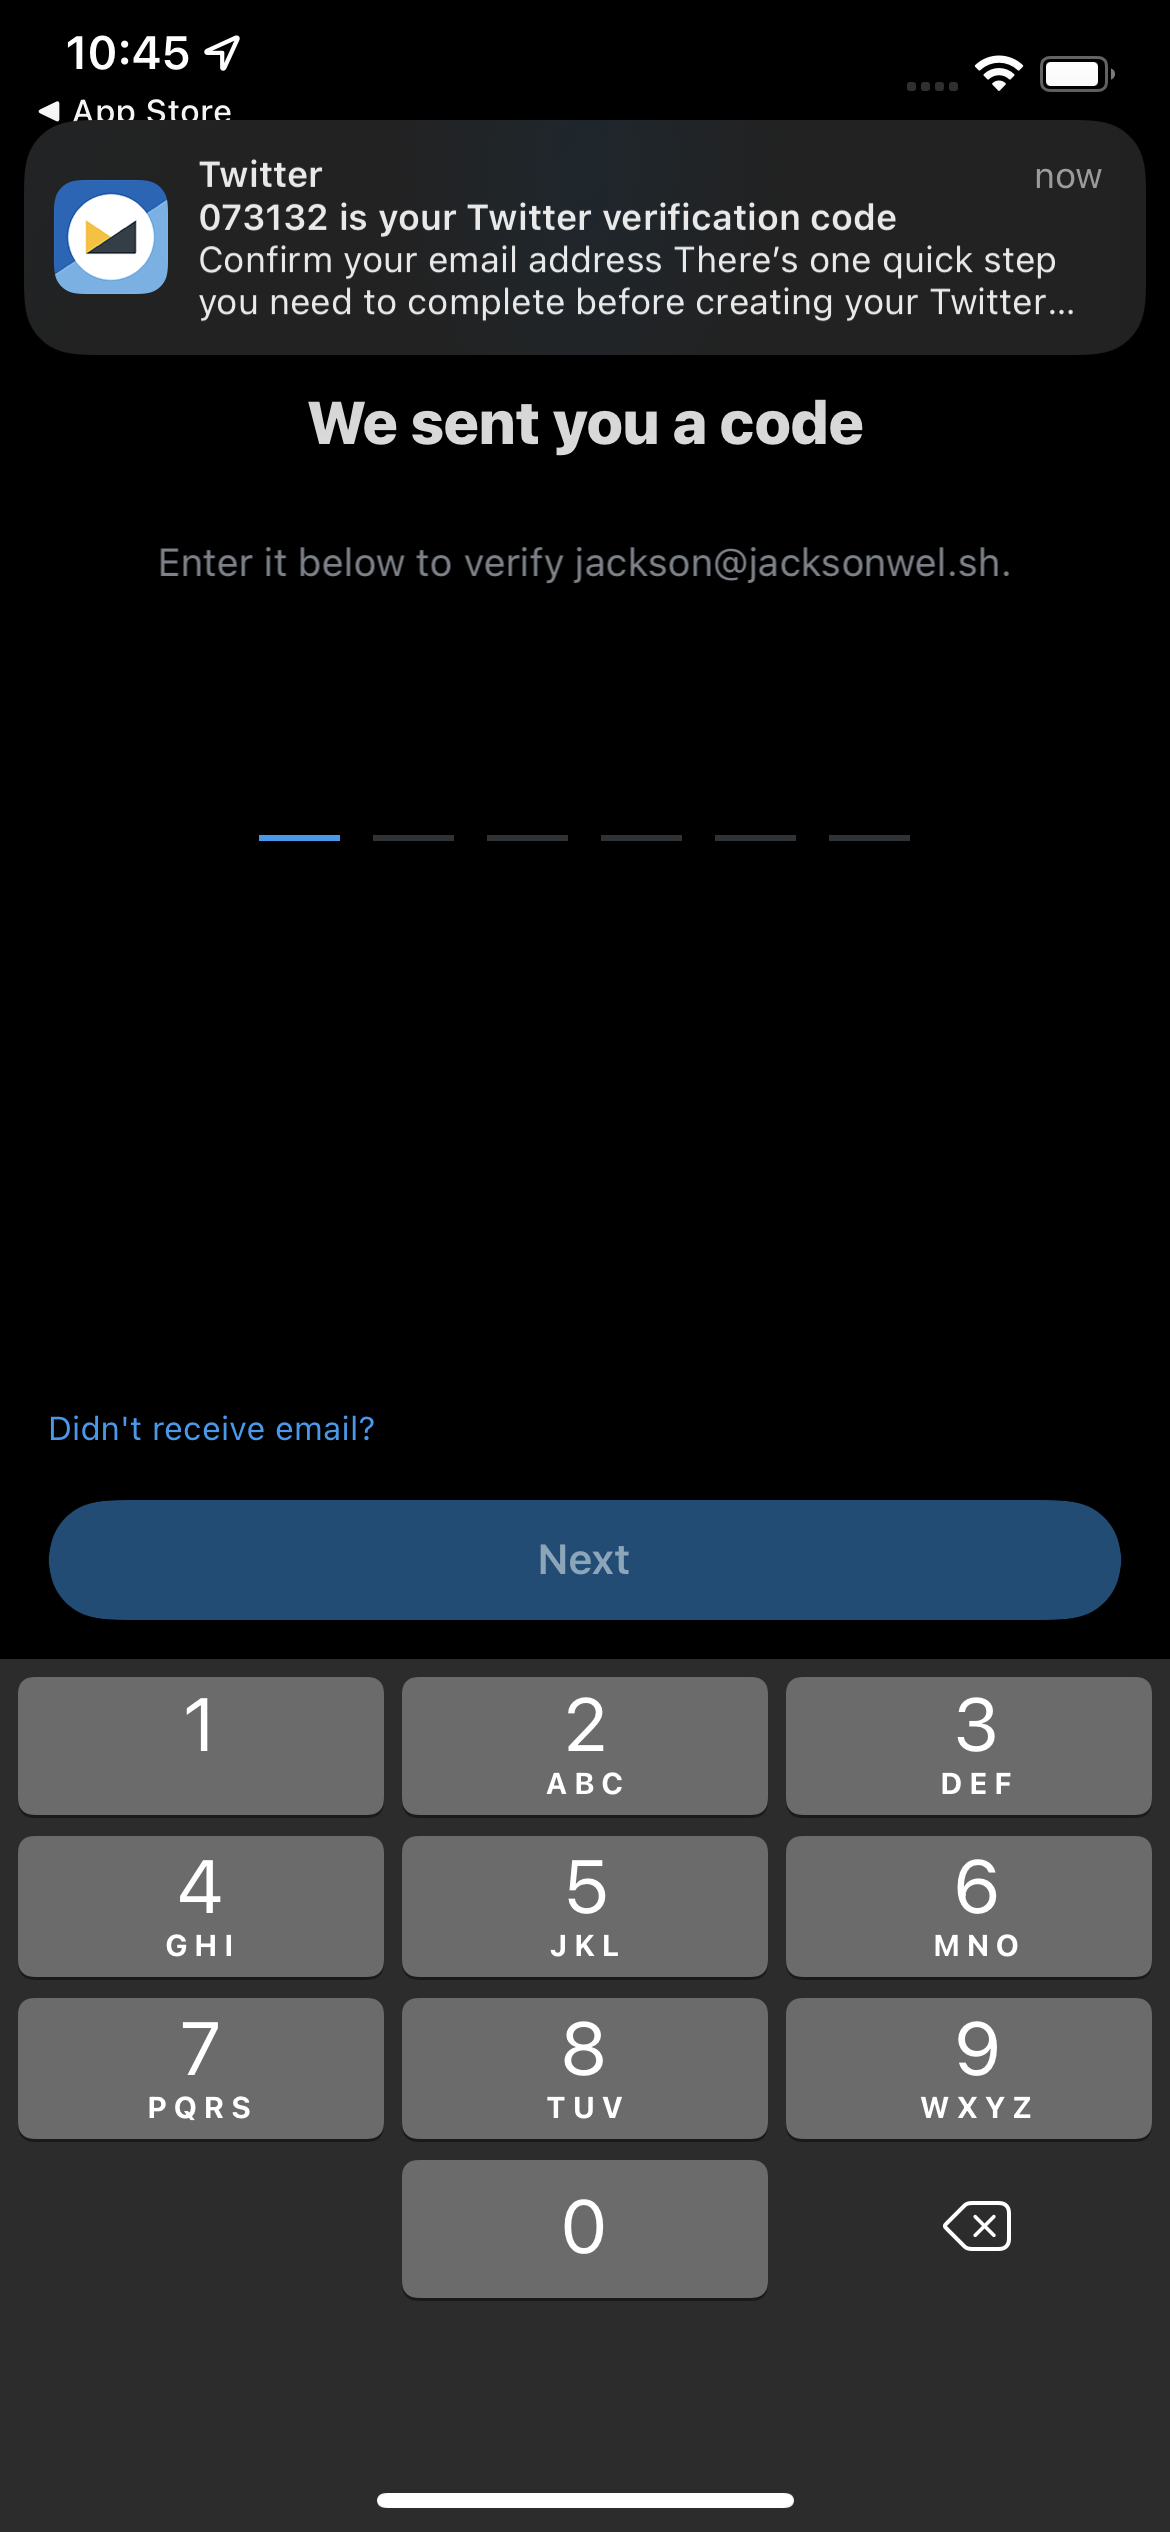 10:45
App Store
Twitter
now
073132 is your Twitter verification code
Confirm your email address There’s one quick step
you need to complete before creating your Twitter...
We sent you a code
Enter it below to verify jackson@jacksonwel.sh.
Didn't receive email?
Next
1
2
ABC
3
DEF
4
GHI
5
JKL
6
MNO
7
PQRS
8
TUV
9
WXYZ
0